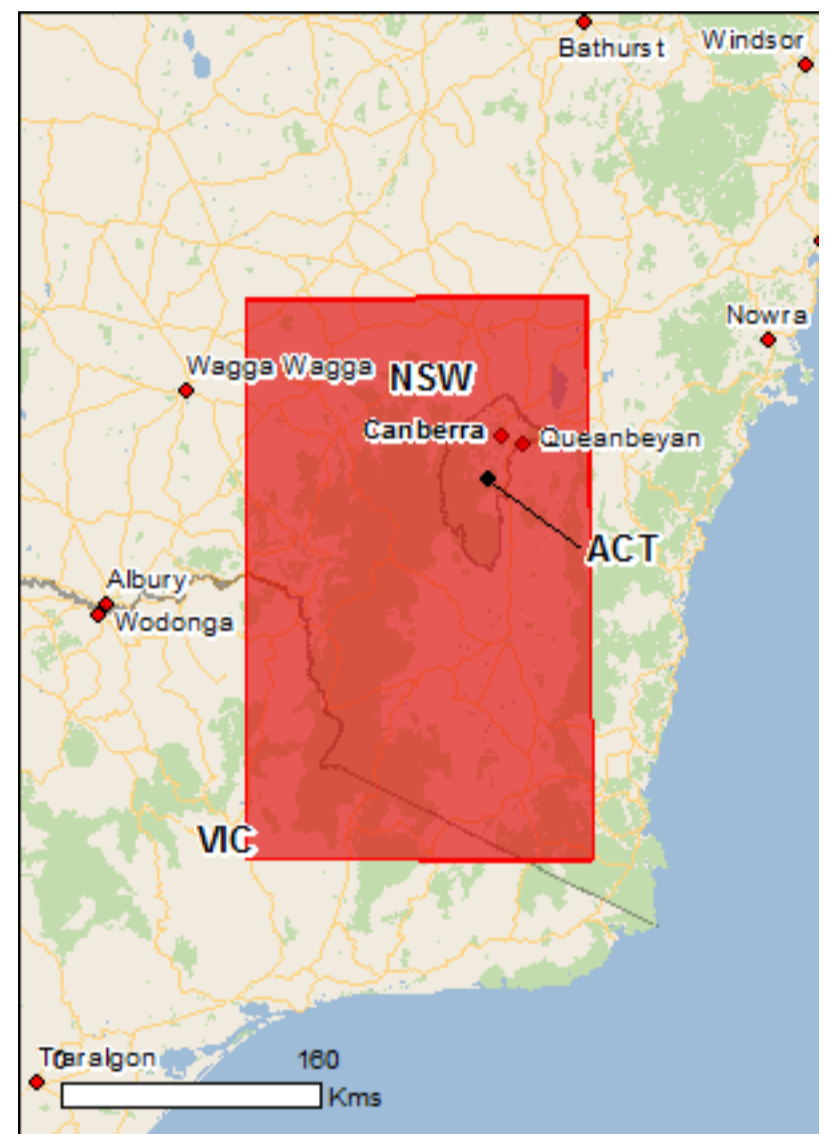 Bathurst
Windsor
Nowra
Wagga Wagga
NSW
Canberra
Queanbeyan
ACT
Albury
Wodonga
VIC
Traralgon
0
160
Kms